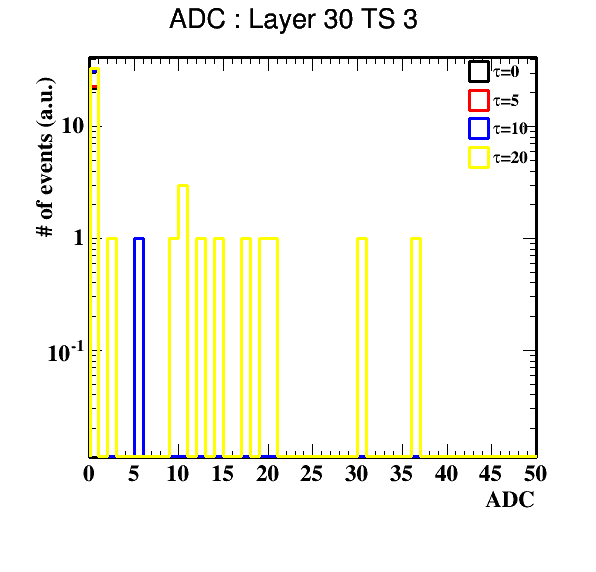 ADC : Layer 30 TS 3
# of events (a.u.)
τ=0
τ=5
τ=10
τ=20
10
1
10⁻¹
0 5 10 15 20 25 30 35 40 45 50
ADC